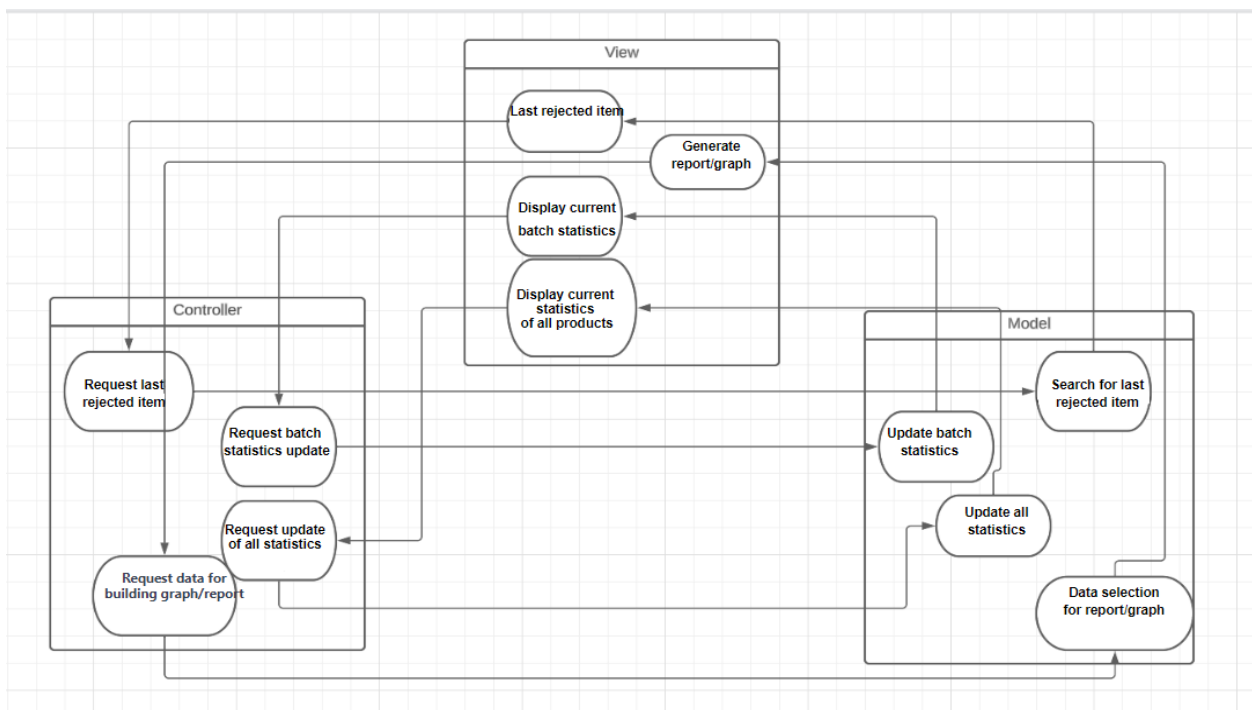 View
Last rejected item
Generate
report/graph
Display current
batch statistics
Display current
statistics
of all products
Controller
Request last
rejected item
Request batch
statistics update
Request update
of all statistics
Request data for
building graph/report
Model
Search for last
rejected item
Update batch
statistics
Update all
statistics
Data selection
for report/graph